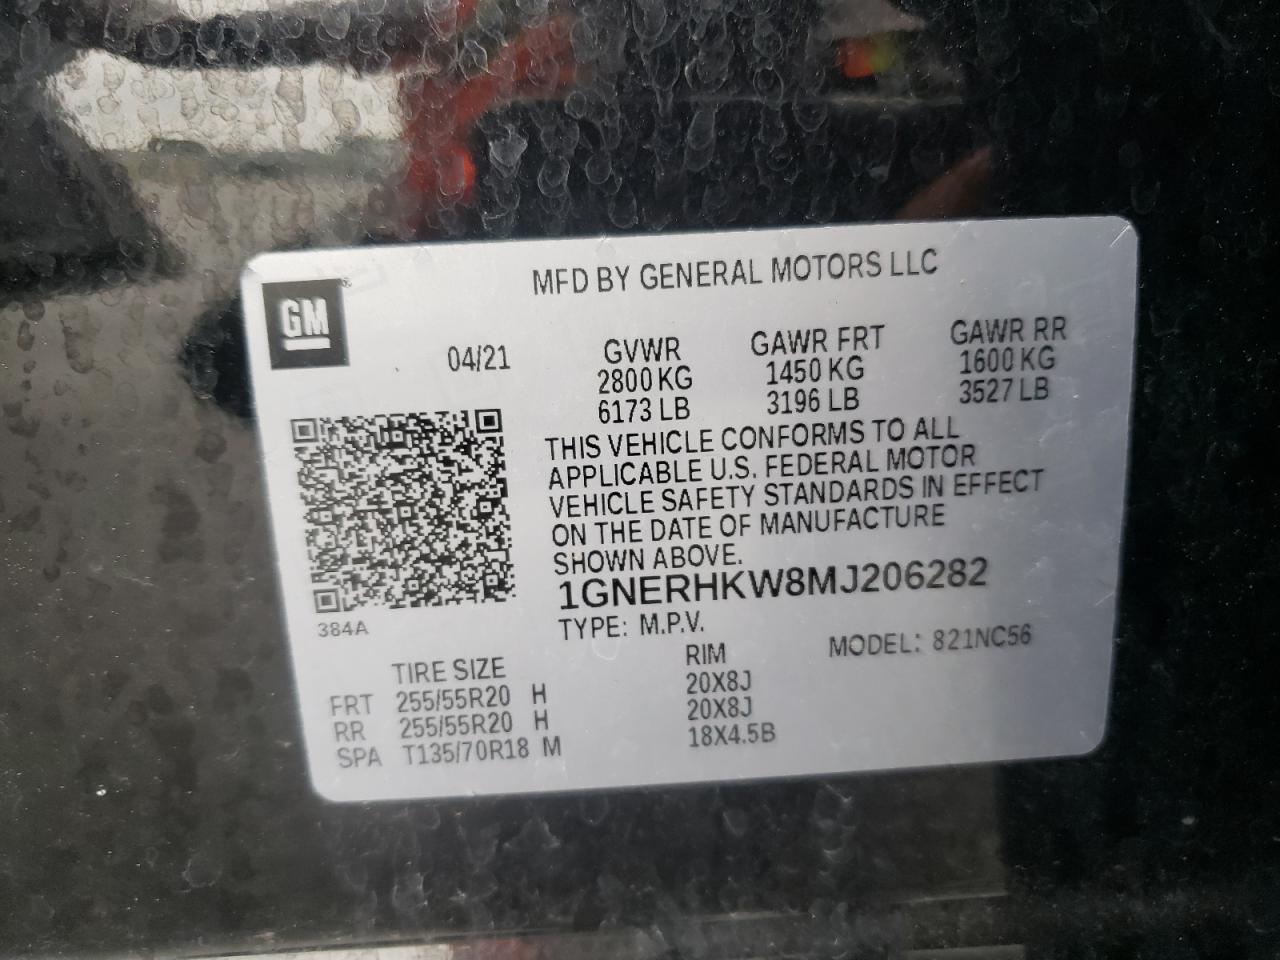 MFD BY GENERAL MOTORS LLC
GM
®
04/21
GVWR GAWR FRT GAWR RR
2800 KG 1450 KG 1600 KG
6173 LB 3196 LB 3527 LB
THIS VEHICLE CONFORMS TO ALL
APPLICABLE U.S. FEDERAL MOTOR
VEHICLE SAFETY STANDARDS IN EFFECT
ON THE DATE OF MANUFACTURE
SHOWN ABOVE.
1GNERHKW8MJ206282
384A
TYPE: M.P.V. MODEL: 821NC56
TIRE SIZE RIM
FRT 255/55R20 H 20X8J
RR 255/55R20 H 20X8J
SPA T135/70R18 M 18X4.5B